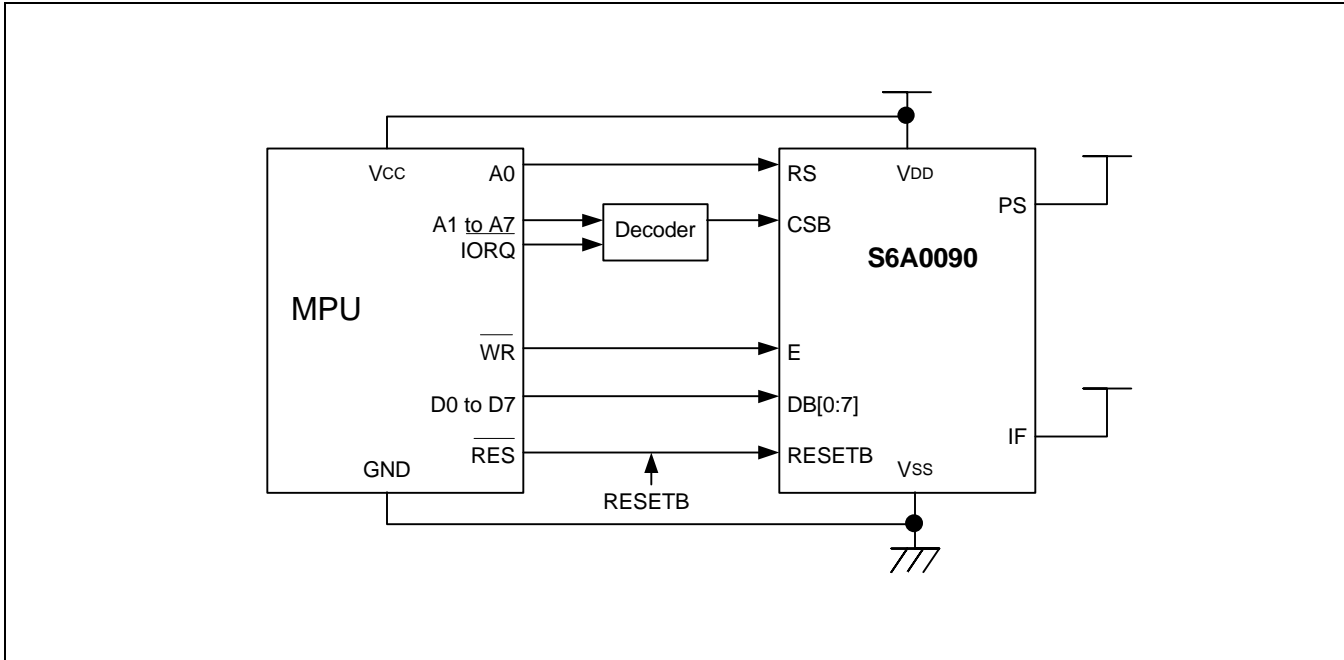 VCC
A0
RS
VDD
PS
A1 to A7
IORQ
Decoder
CSB
S6A0090
MPU
WR
E
D0 to D7
DB[0:7]
IF
RES
RESETB
GND
VSS
RESETB